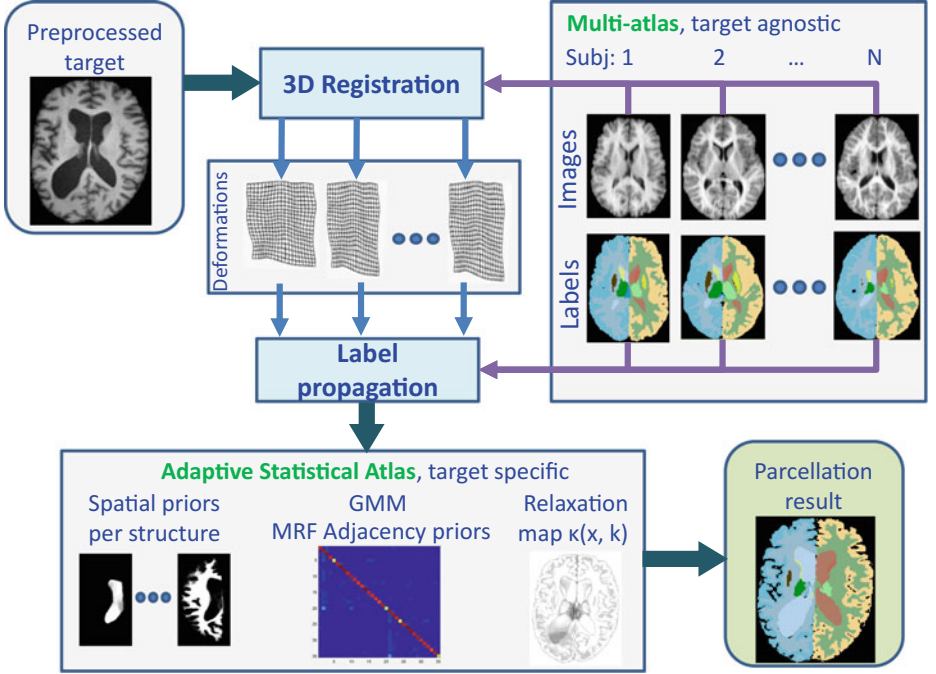 Preprocessed
target
3D Registration
Multi-atlas, target agnostic
Subj: 1 2 ... N
Images
Labels
Deformations
Label
propagation
Adaptive Statistical Atlas, target specific
Spatial priors
per structure
GMM
MRF Adjacency priors
Relaxation
map κ(x, k)
Parcellation
result